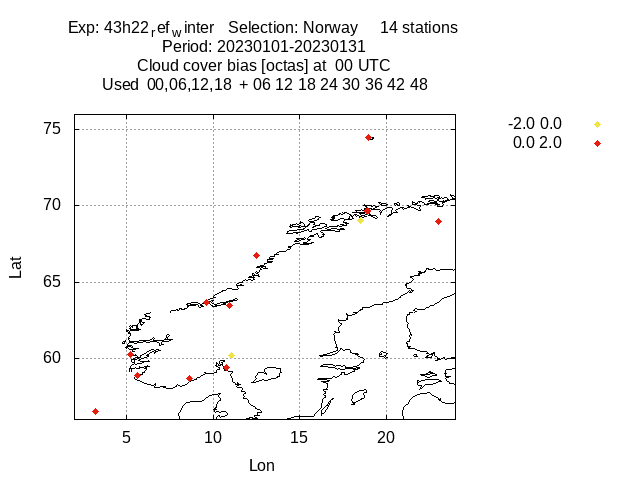 Exp: 43h22refwinter   Selection: Norway     14 stations
Period: 20230101-20230131
Cloud cover bias [octas] at  00 UTC
Used  00,06,12,18  + 06 12 18 24 30 36 42 48
-2.0 0.0
0.0 2.0
75
70
65
60
Lat
5 10 15 20
Lon